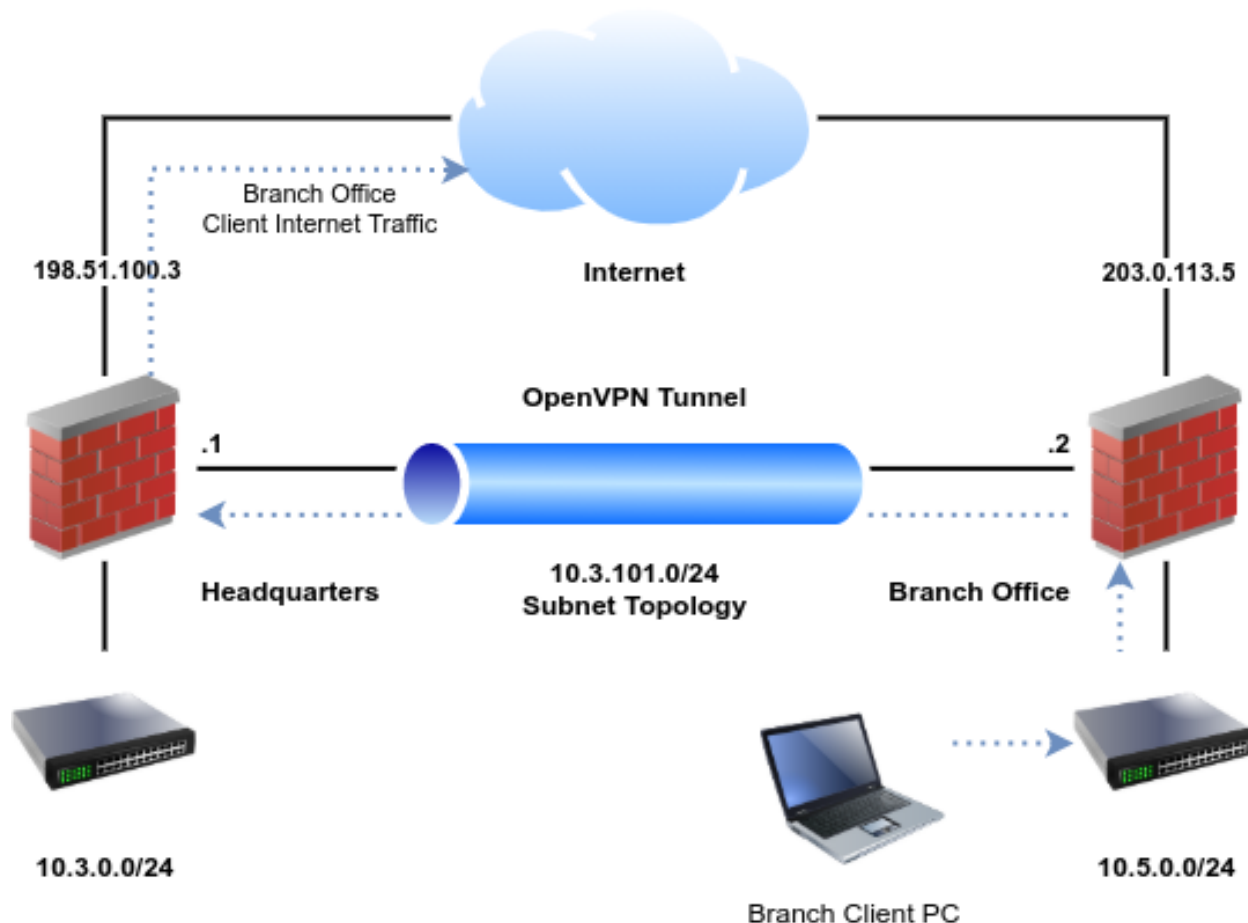 Branch Office
Client Internet Traffic
198.51.100.3
Internet
203.0.113.5
OpenVPN Tunnel
.1
.2
Headquarters
10.3.101.0/24
Subnet Topology
Branch Office
10.3.0.0/24
10.5.0.0/24
Branch Client PC